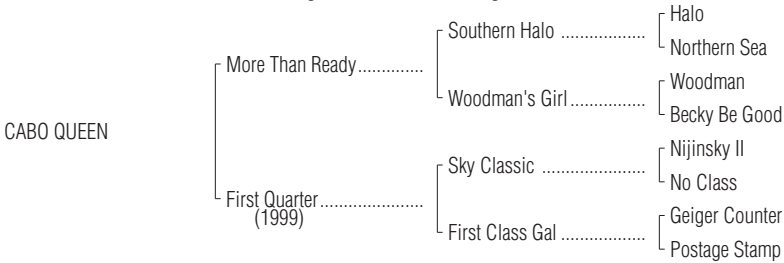 Halo
Southern Halo ..................
Northern Sea
More Than Ready..............
Woodman
Woodman's Girl................
Becky Be Good
CABO QUEEN
Nijinsky II
Sky Classic ......................
No Class
First Quarter......................
(1999)
Geiger Counter
First Class Gal ..................
Postage Stamp